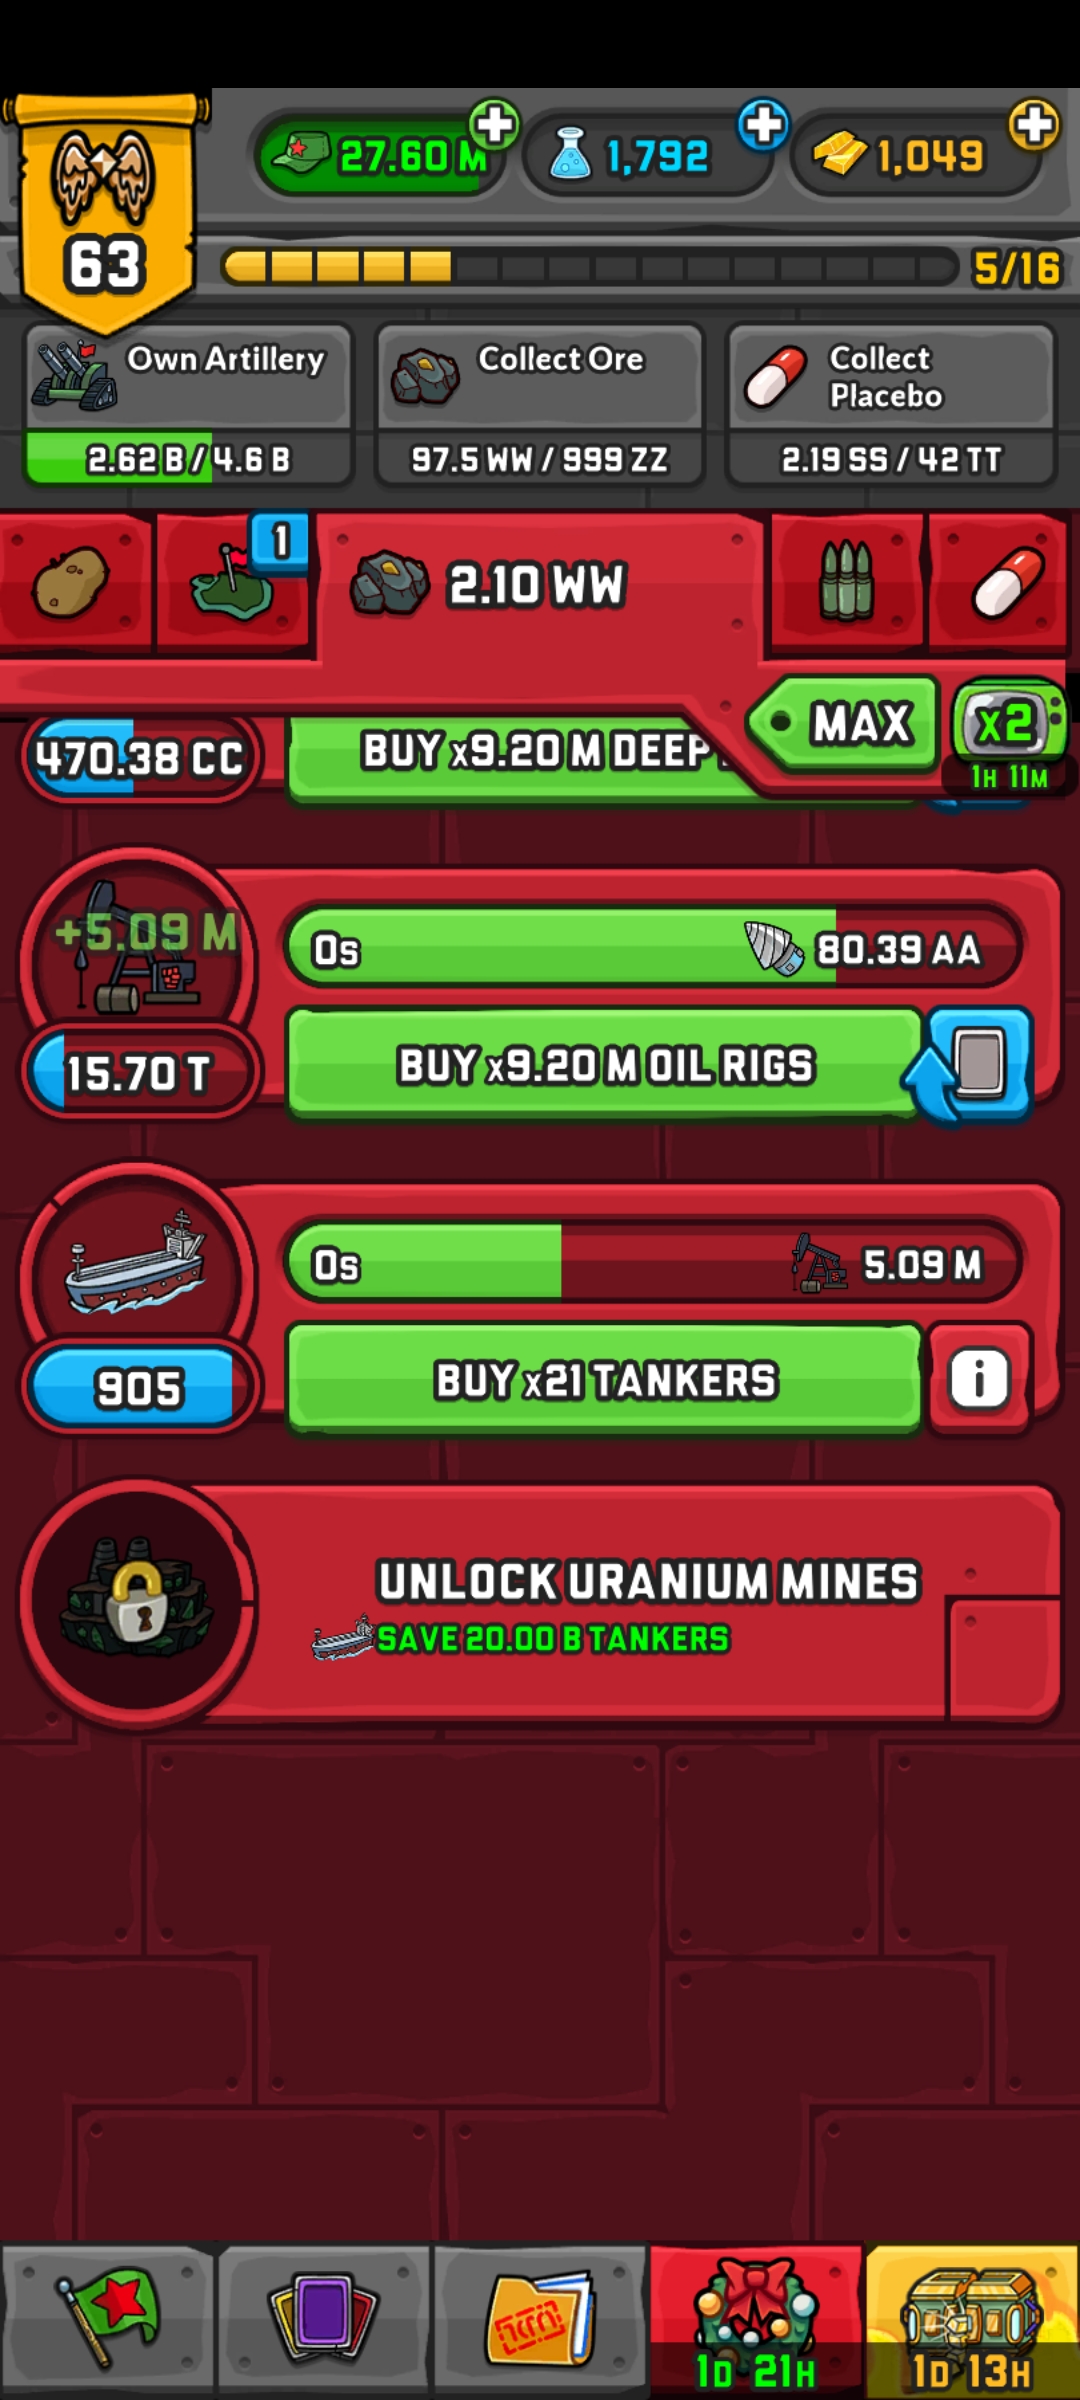 27.60 M
1,792
1,049
63
5/16
Own Artillery
2.62 B / 4.6 B
Collect Ore
97.5 WW / 999 ZZ
Collect
Placebo
2.19 SS / 42 TT
1
2.10 WW
MAX
x2
1H 11M
470.38 CC
BUY x9.20 M DEEP
+5.09 M
0s
80.39 AA
15.70 T
BUY x9.20 M OIL RIGS
0s
5.09 M
905
BUY x21 TANKERS
i
UNLOCK URANIUM MINES
SAVE 20.00 B TANKERS
1D 21H
1D 13H